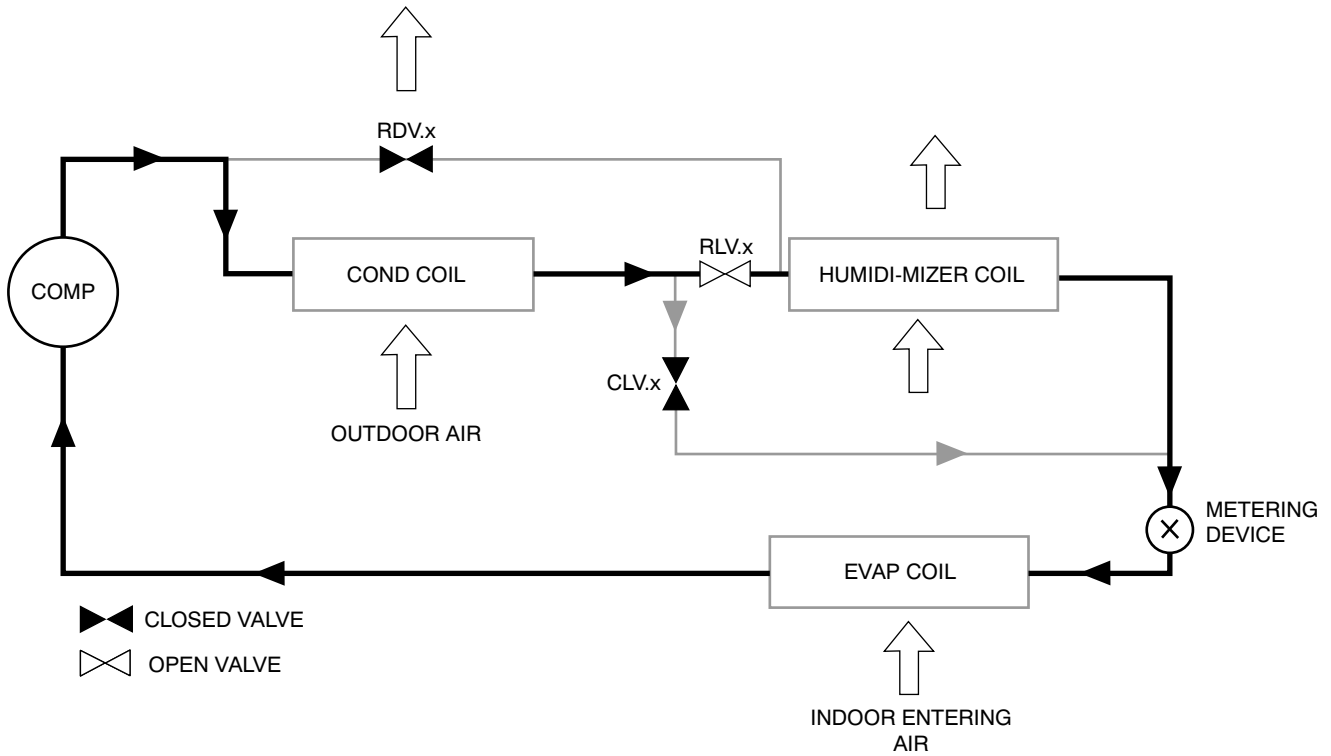 RDV.x
RLV.x
COMP
COND COIL
HUMIDI-MIZER COIL
CLV.x
OUTDOOR AIR
METERING
DEVICE
EVAP COIL
CLOSED VALVE
OPEN VALVE
INDOOR ENTERING
AIR